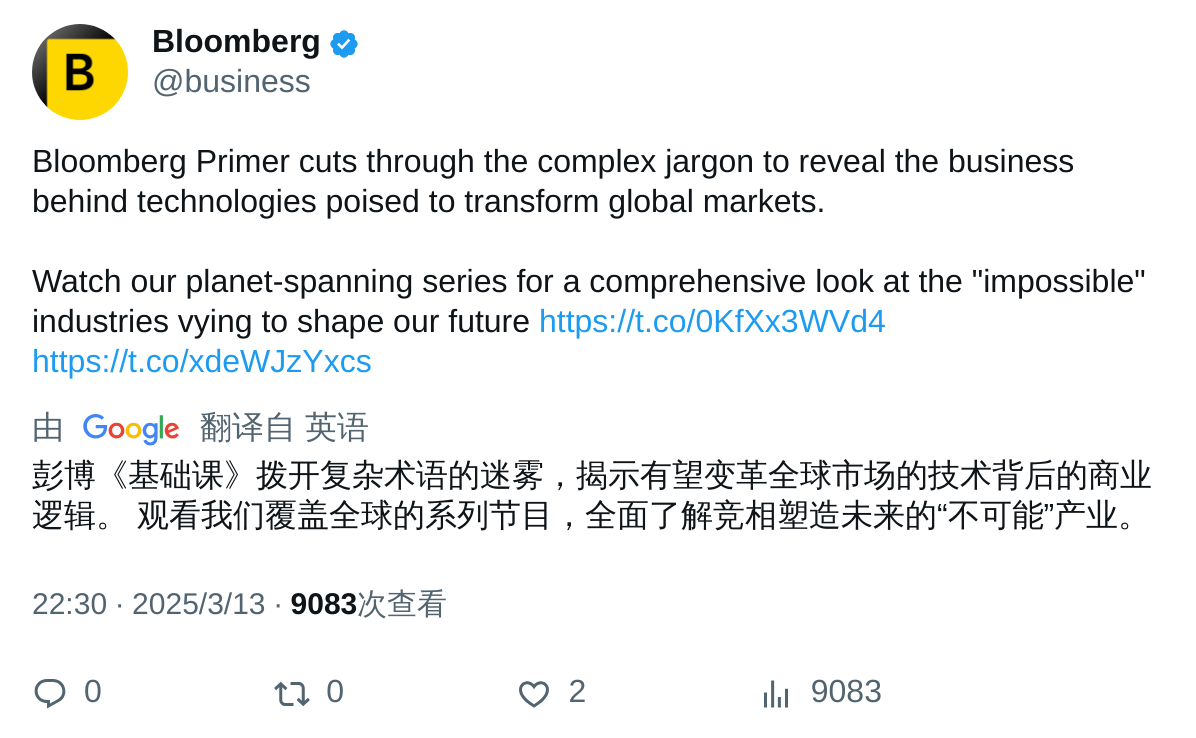 B
Bloomberg
@business
Bloomberg Primer cuts through the complex jargon to reveal the business
behind technologies poised to transform global markets.
Watch our planet-spanning series for a comprehensive look at the "impossible"
industries vying to shape our future https://t.co/0KfXx3WVd4
https://t.co/xdeWJzYxcs
由 Google 翻译自 英语
彭博《基础课》拨开复杂术语的迷雾，揭示有望变革全球市场的技术背后的商业
逻辑。 观看我们覆盖全球的系列节目，全面了解竞相塑造未来的“不可能”产业。
22:30 · 2025/3/13 · 9083次查看
0 0 2 9083